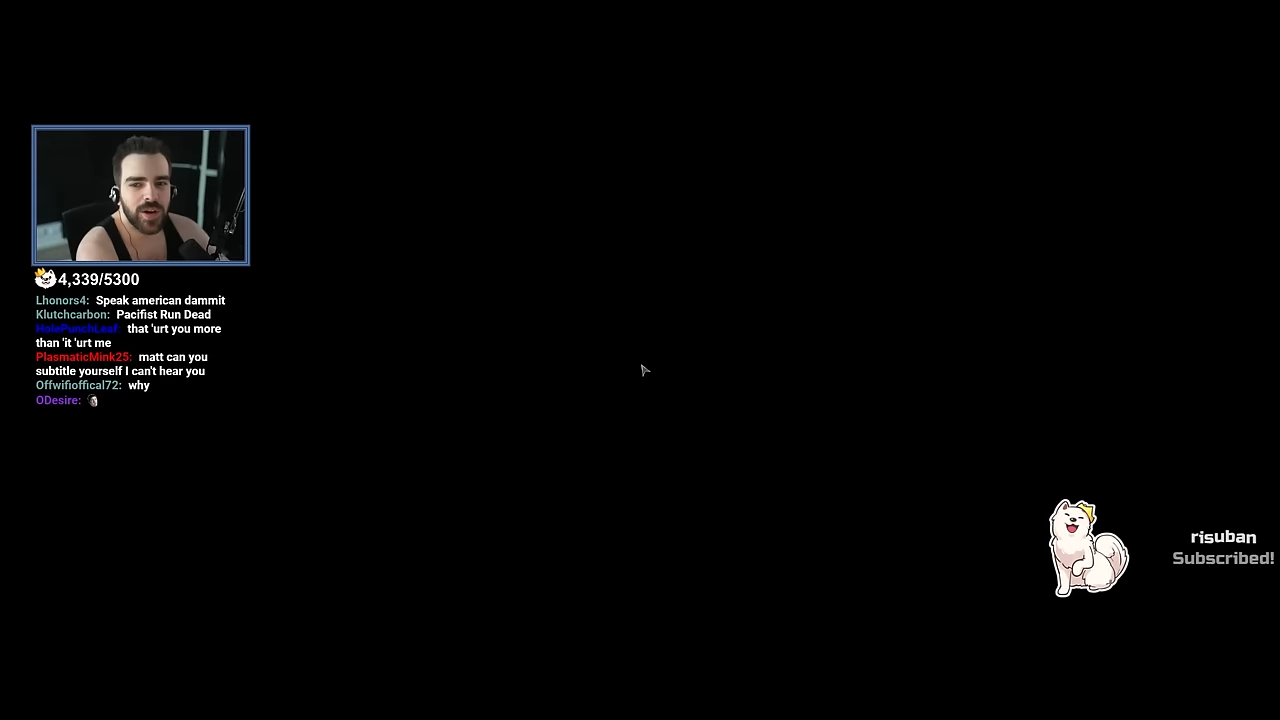 4,339/5300
Lhonors4: Speak american dammit
Klutchcarbon: Pacifist Run Dead
HolePunchLeaf: that 'urt you more
than 'it 'urt me
PlasmaticMink25: matt can you
subtitle yourself I can't hear you
Offwifioffical72: why
ODesire:
risuban
Subscribed!